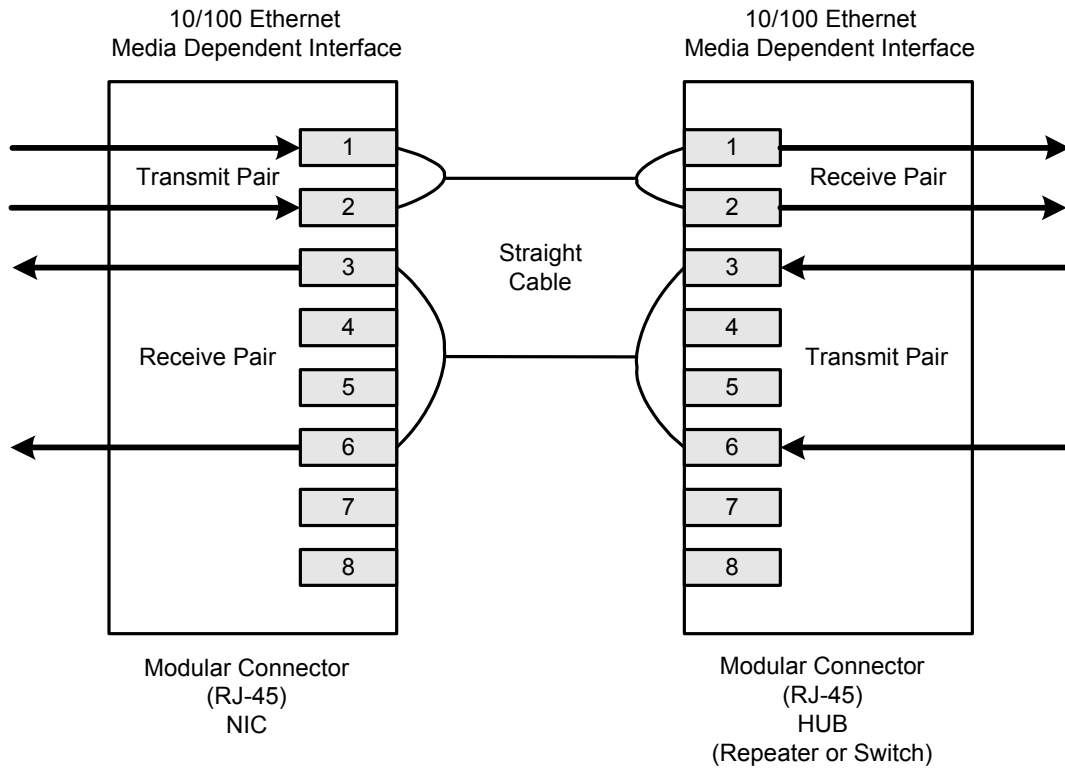 10/100 Ethernet
Media Dependent Interface
10/100 Ethernet
Media Dependent Interface
1
Transmit Pair
2
3
4
Receive Pair
5
6
7
8
Straight
Cable
1
Receive Pair
2
3
4
Transmit Pair
5
6
7
8
Modular Connector
(RJ-45)
NIC
Modular Connector
(RJ-45)
HUB
(Repeater or Switch)